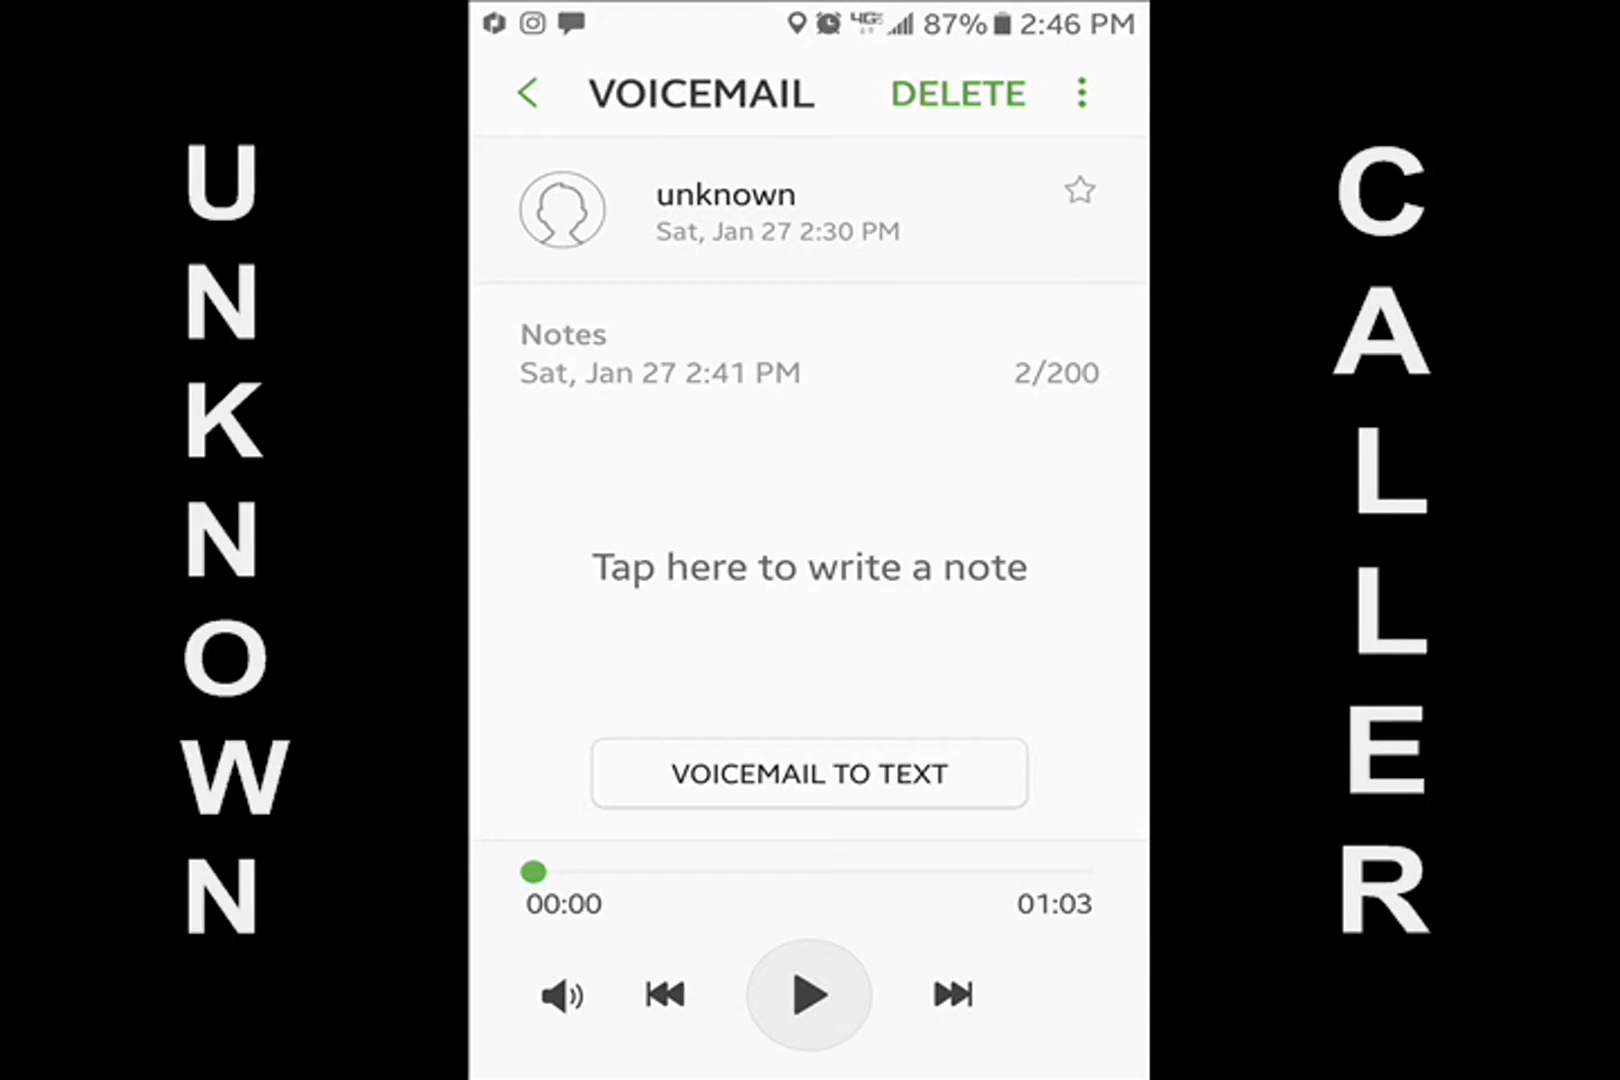 UNKNOWN
4G 87% 2:46 PM
VOICEMAIL DELETE
unknown
Sat, Jan 27 2:30 PM
Notes
Sat, Jan 27 2:41 PM 2/200
Tap here to write a note
VOICEMAIL TO TEXT
00:00 01:03
CALLER